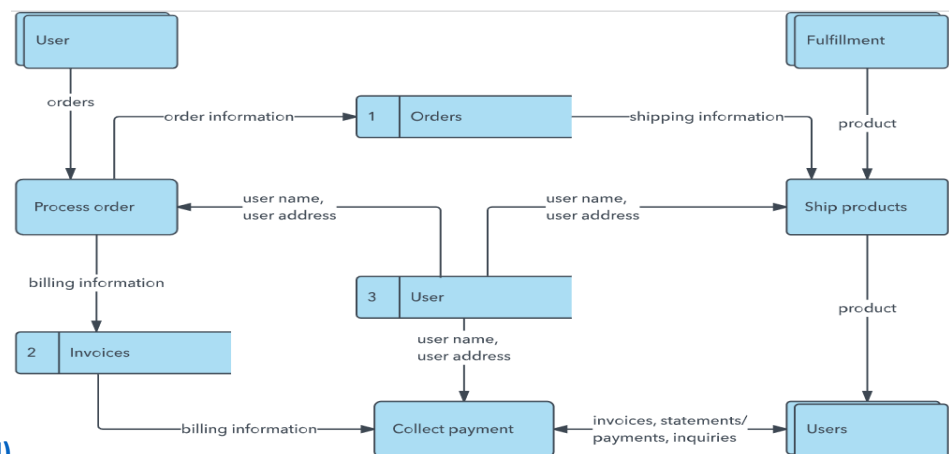 User
Fulfillment
orders
order information
1 Orders
shipping information
product
Process order
user name,
user address
user name,
user address
Ship products
billing information
3 User
product
2 Invoices
user name,
user address
billing information
Collect payment
invoices, statements/
payments, inquiries
Users